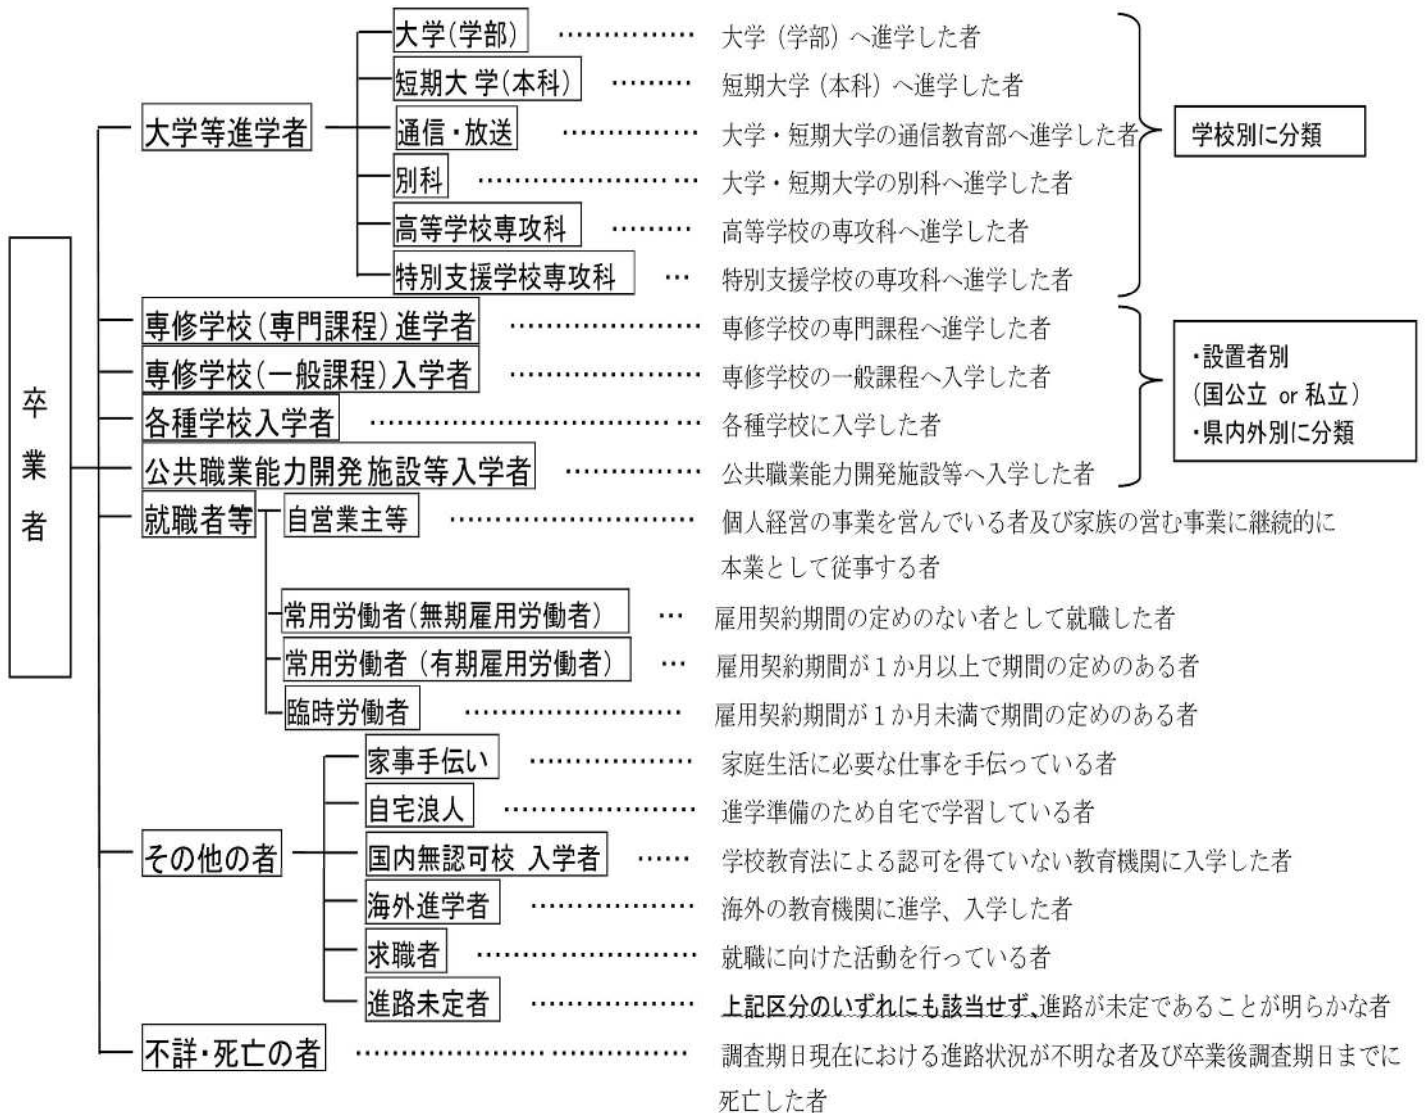 大学(学部) …………… 大学(学部)へ進学した者
短期大学(本科) ……… 短期大学(本科)へ進学した者
大学等進学者 通信・放送 …………… 大学・短期大学の通信教育部へ進学した者 学校別に分類
別科 ………………… … 大学・短期大学の別科へ進学した者
高等学校専攻科 ……… 高等学校の専攻科へ進学した者
特別支援学校専攻科 … 特別支援学校の専攻科へ進学した者
専修学校(専門課程)進学者 ………………… 専修学校の専門課程へ進学した者
・設置者別
専修学校(一般課程)入学者 ………………… 専修学校の一般課程へ入学した者
(国公立 or 私立)
各種学校入学者 ……………………………… … 各種学校に入学した者
・県内外別に分類
公共職業能力開発施設等入学者 …………… 公共職業能力開発施設等へ入学した者
卒業者
就職者等 自営業主等 ……………………… 個人経営の事業を営んでいる者及び家族の営む事業に継続的に
本業として従事する者
常用労働者(無期雇用労働者) … 雇用契約期間の定めのない者として就職した者
常用労働者(有期雇用労働者) … 雇用契約期間が1か月以上で期間の定めのある者
臨時労働者 …………………… 雇用契約期間が1か月未満で期間の定めのある者
家事手伝い ……………… 家庭生活に必要な仕事を手伝っている者
自宅浪人 ………………… 進学準備のため自宅で学習している者
その他の者 国内無認可校 入学者 …… 学校教育法による認可を得ていない教育機関に入学した者
海外進学者 ……………… 海外の教育機関に進学、入学した者
求職者 ……… …………… 就職に向けた活動を行っている者
進路未定者 ……………… 上記区分のいずれにも該当せず、進路が未定であることが明らかな者
不詳・死亡の者 ………………… …………… 調査期日現在における進路状況が不明な者及び卒業後調査期日までに
死亡した者